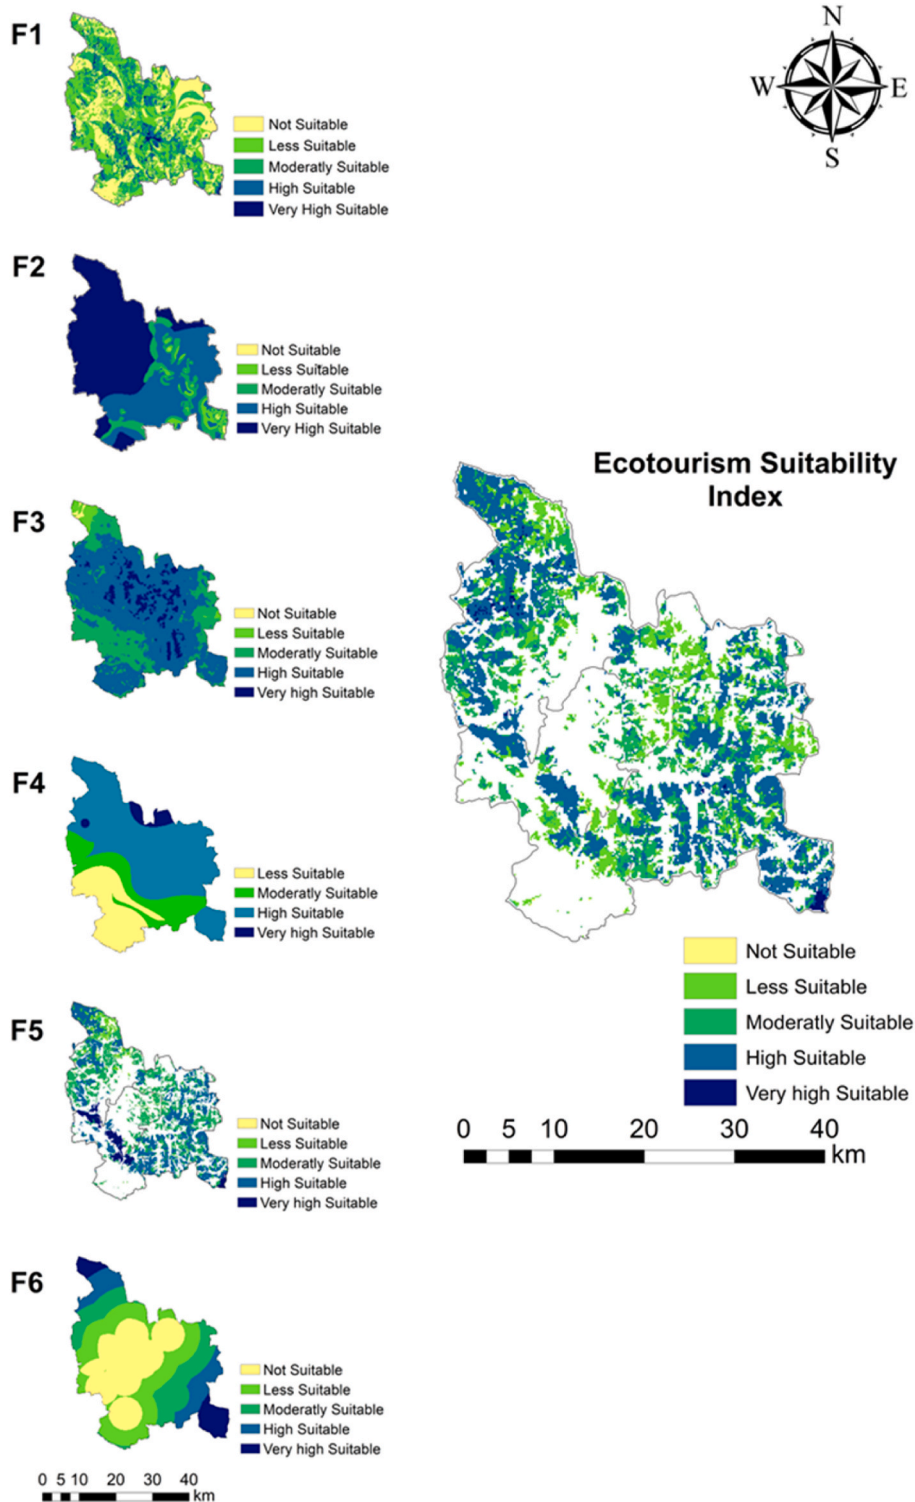 F1
Not Suitable
Less Suitable
Moderatly Suitable
High Suitable
Very High Suitable
N
W
E
S
F2
Not Suitable
Less Suitable
Moderatly Suitable
High Suitable
Very High Suitable
F3
Not Suitable
Less Suitable
Moderatly Suitable
High Suitable
Very high Suitable
F4
Less Suitable
Moderatly Suitable
High Suitable
Very high Suitable
F5
Not Suitable
Less Suitable
Moderatly Suitable
High Suitable
Very high Suitable
F6
Not Suitable
Less Suitable
Moderatly Suitable
High Suitable
Very high Suitable
0 5 10 20 30 40
km
Ecotourism Suitability
Index
Not Suitable
Less Suitable
Moderatly Suitable
High Suitable
Very high Suitable
0 5 10 20 30 40
km